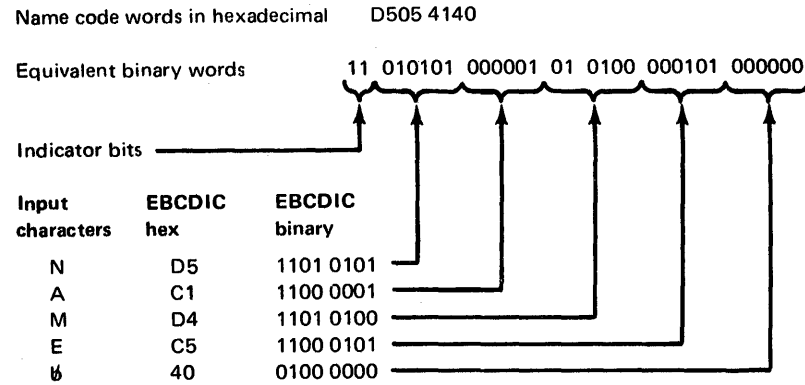 Name code words in hexadecimal D505 4140
Equivalent binary words 11 010101 000001 01 0100 000101 000000
Indicator bits
Input characters EBCDIC hex EBCDIC binary
N D5 1101 0101
A C1 1100 0001
M D4 1101 0100
E C5 1100 0101
ƀ 40 0100 0000